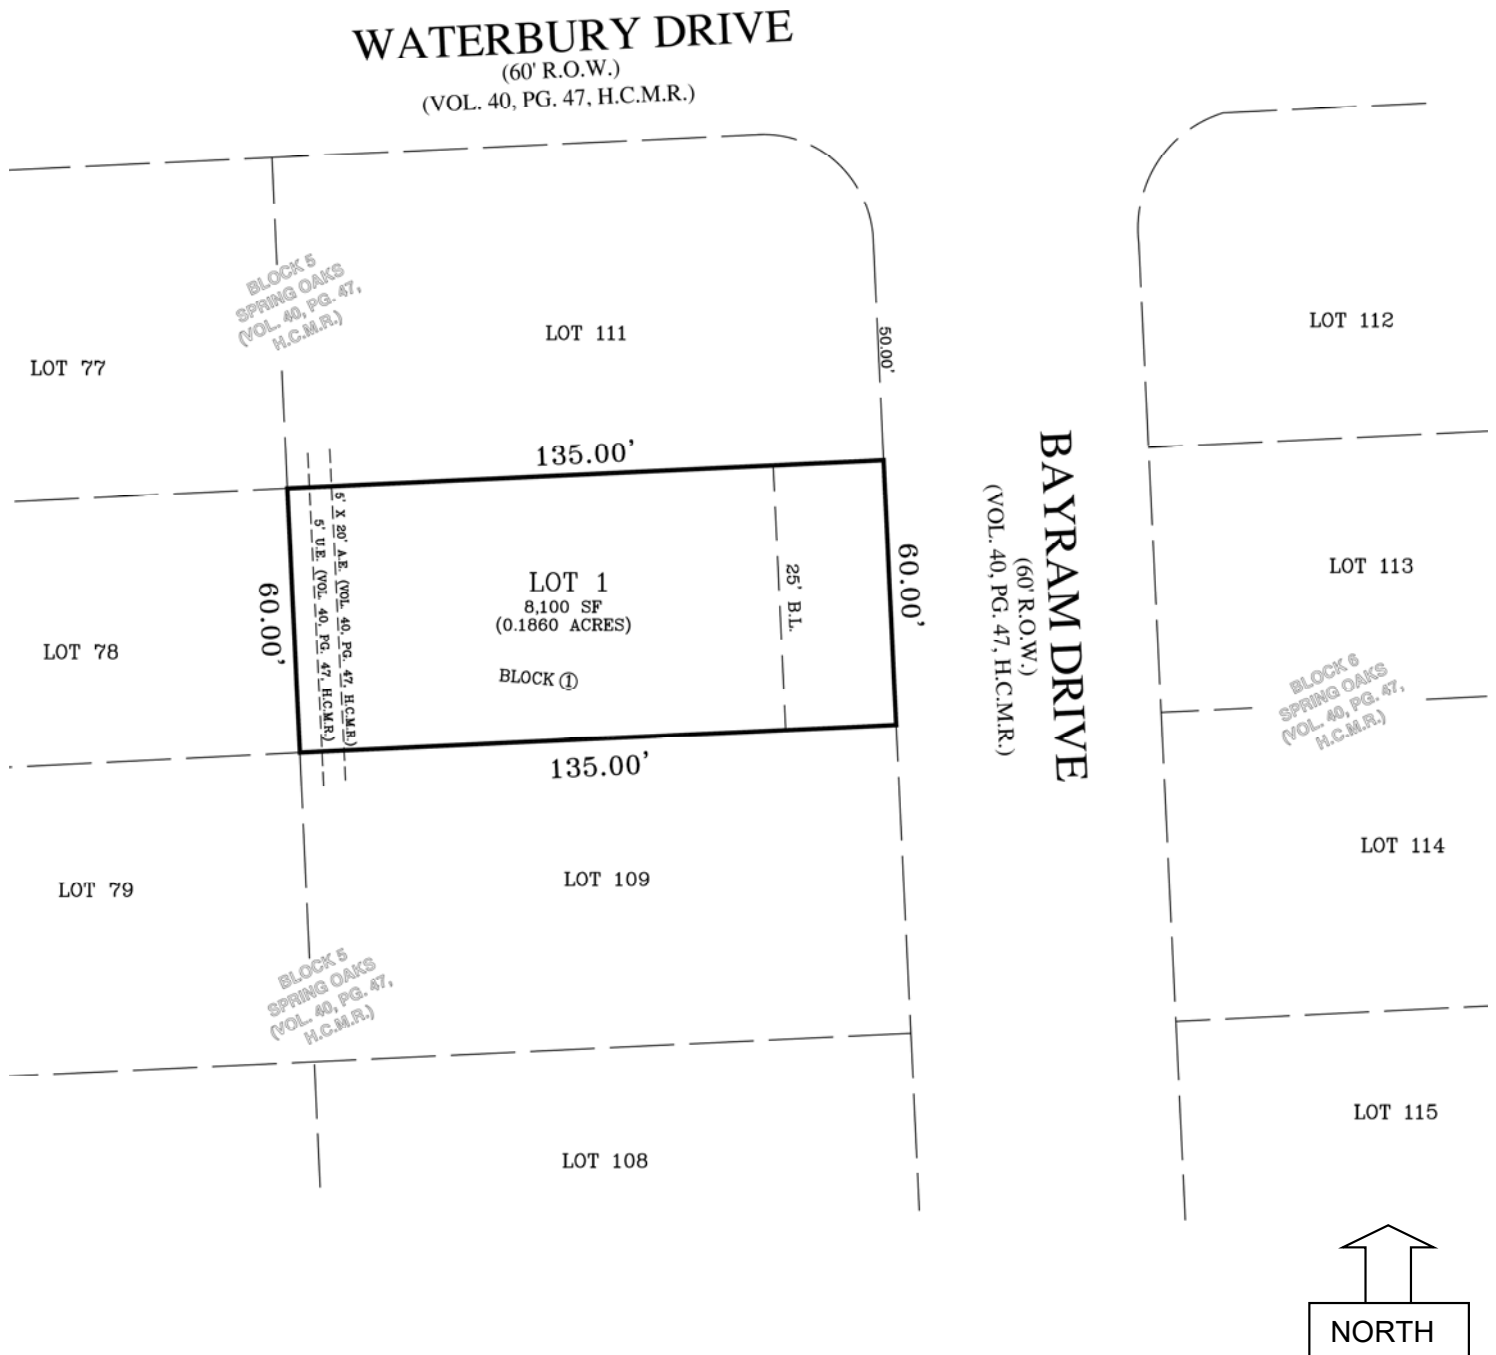 WATERBURY DRIVE
(60' R.O.W.)
(VOL. 40, PG. 47, H.C.M.R.)
BLOCK 5
SPRING OAKS
(VOL. 40, PG. 47,
H.C.M.R.)
LOT 77
LOT 111
50.00'
LOT 112
135.00'
60.00'
5' U.E. (VOL. 40, PG. 47, H.C.M.R.)
5' X 20' A.E. (VOL. 40, PG. 47, H.C.M.R.)
LOT 1
8,100 SF
(0.1860 ACRES)
BLOCK 1
25' B.L.
60.00'
135.00'
BAYRAM DRIVE
(60' R.O.W.)
(VOL. 40, PG. 47, H.C.M.R.)
LOT 113
LOT 78
BLOCK 6
SPRING OAKS
(VOL. 40, PG. 47,
H.C.M.R.)
LOT 79
LOT 109
LOT 114
BLOCK 5
SPRING OAKS
(VOL. 40, PG. 47,
H.C.M.R.)
LOT 108
LOT 115
NORTH